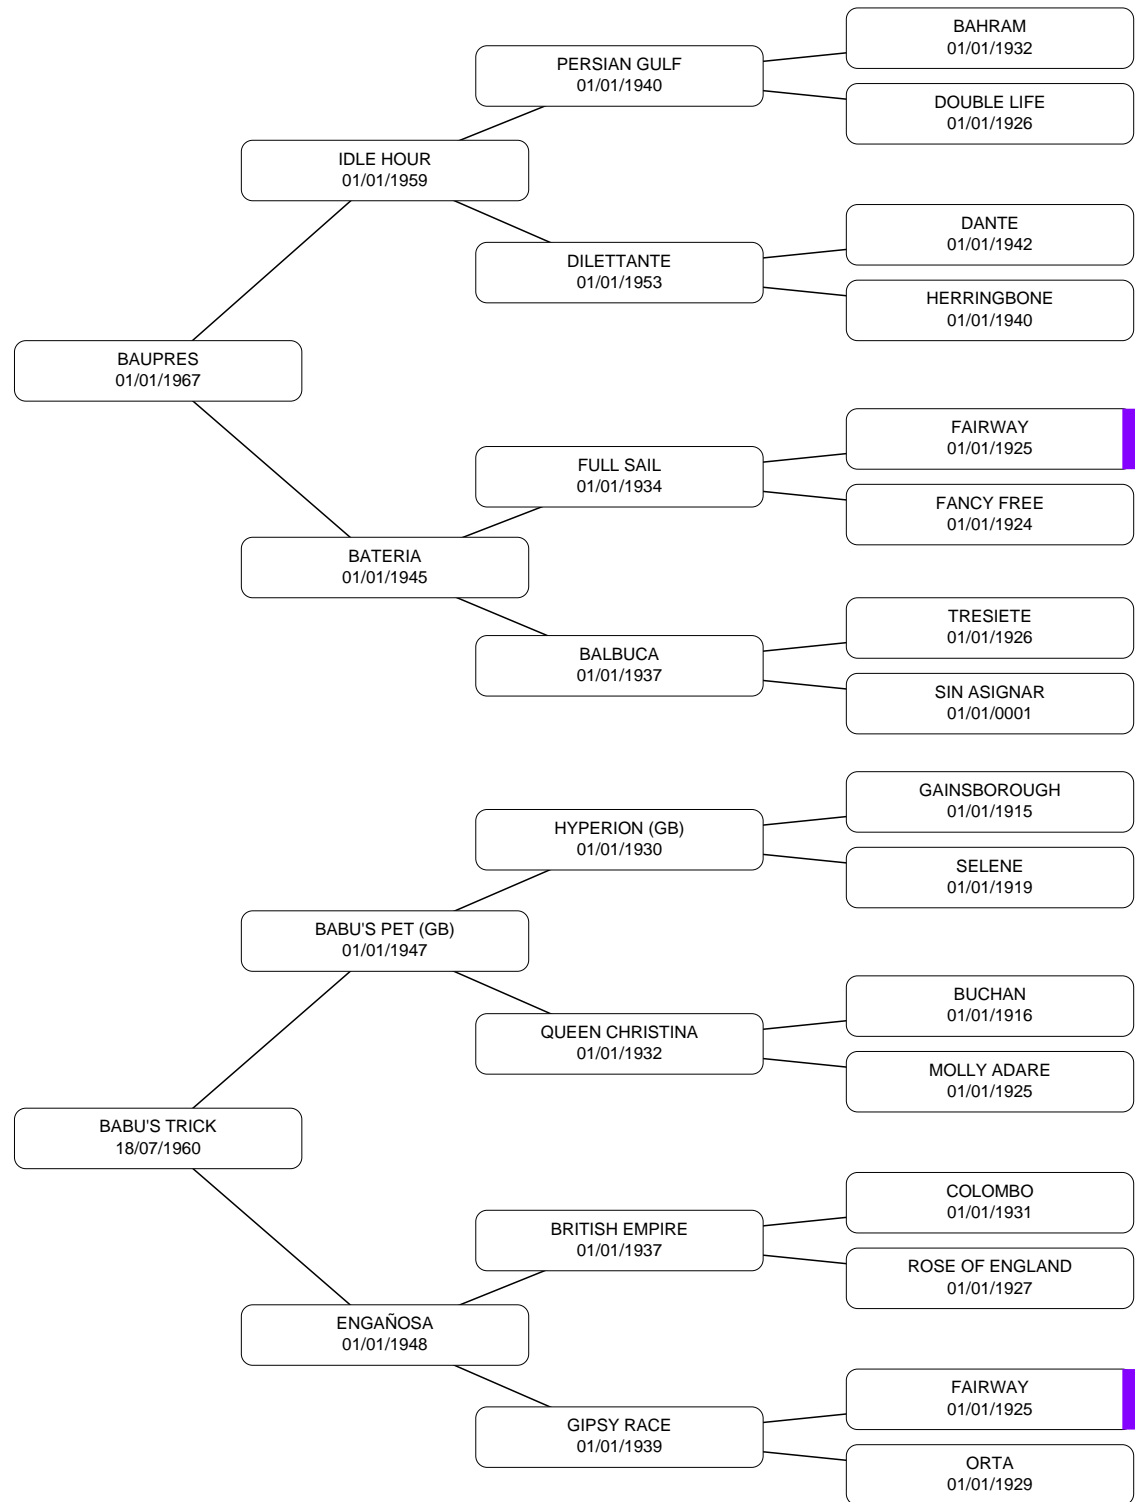 BAHRAM
01/01/1932
PERSIAN GULF
01/01/1940
DOUBLE LIFE
01/01/1926
IDLE HOUR
01/01/1959
DANTE
01/01/1942
DILETTANTE
01/01/1953
HERRINGBONE
01/01/1940
BAUPRES
01/01/1967
FAIRWAY
01/01/1925
FULL SAIL
01/01/1934
FANCY FREE
01/01/1924
BATERIA
01/01/1945
TRESIETE
01/01/1926
BALBUCA
01/01/1937
SIN ASIGNAR
01/01/0001
GAINSBOROUGH
01/01/1915
HYPERION (GB)
01/01/1930
SELENE
01/01/1919
BABU'S PET (GB)
01/01/1947
BUCHAN
01/01/1916
QUEEN CHRISTINA
01/01/1932
MOLLY ADARE
01/01/1925
BABU'S TRICK
18/07/1960
COLOMBO
01/01/1931
BRITISH EMPIRE
01/01/1937
ROSE OF ENGLAND
01/01/1927
ENGAÑOSA
01/01/1948
FAIRWAY
01/01/1925
GIPSY RACE
01/01/1939
ORTA
01/01/1929